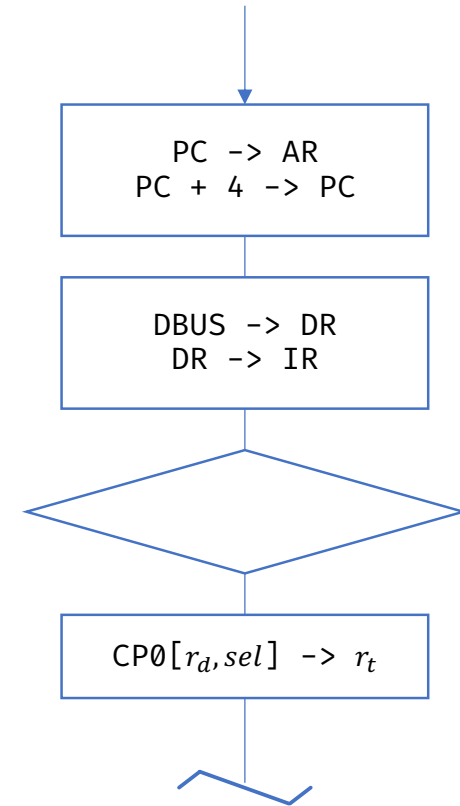 PC -> AR
PC + 4 -> PC
DBUS -> DR
DR -> IR
CP0[r_d, sel] -> r_t